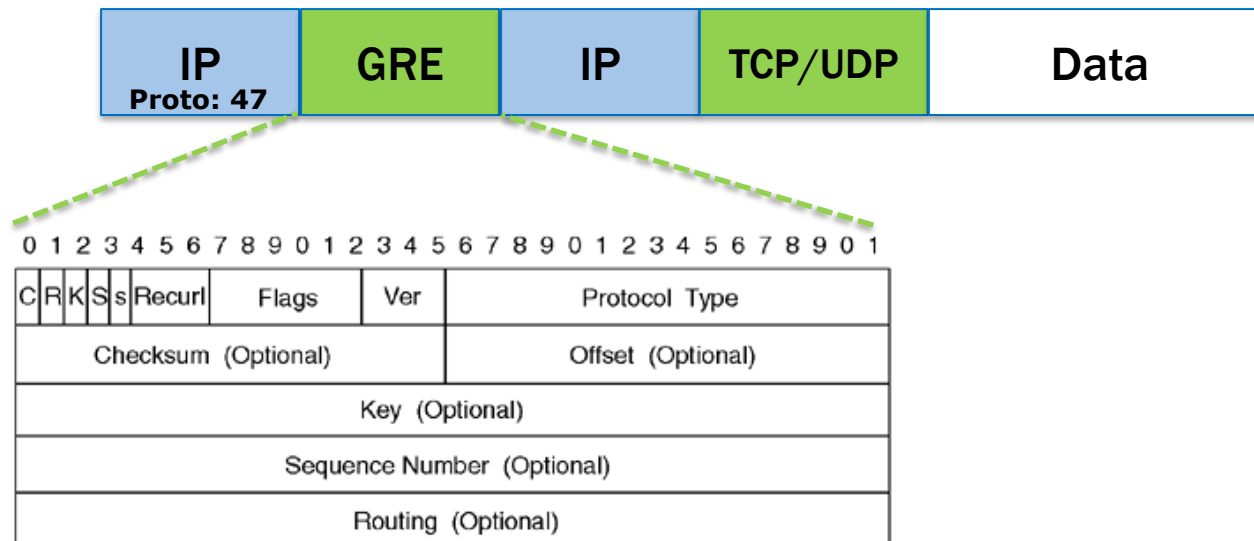 IP GRE IP TCP/UDP Data
Proto: 47
0 1 2 3 4 5 6 7 8 9 0 1 2 3 4 5 6 7 8 9 0 1 2 3 4 5 6 7 8 9 0 1
C R K S s Recurl Flags Ver Protocol Type
Checksum (Optional) Offset (Optional)
Key (Optional)
Sequence Number (Optional)
Routing (Optional)